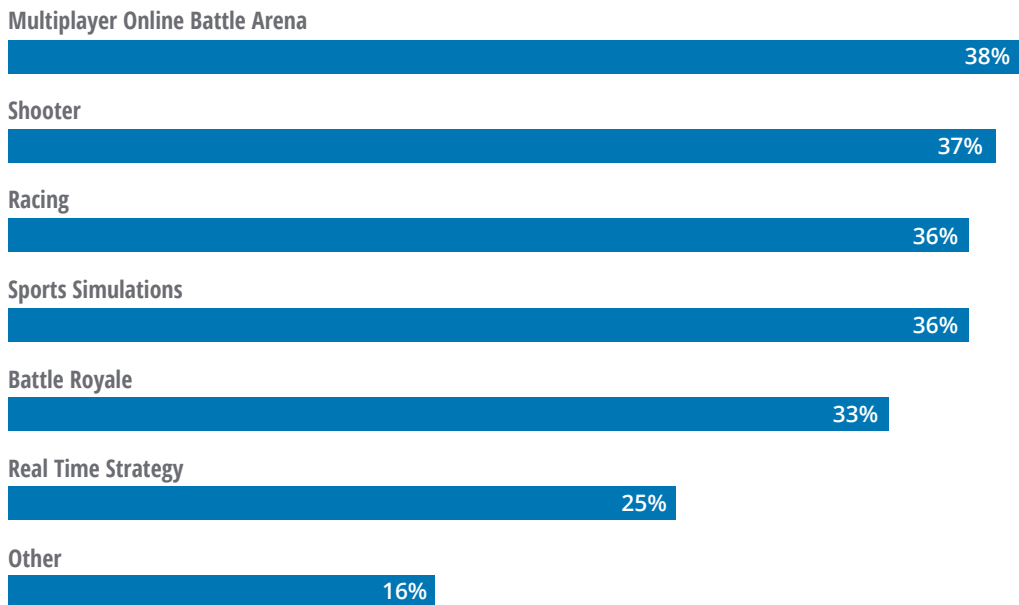 Multiplayer Online Battle Arena
38%
Shooter
37%
Racing
36%
Sports Simulations
36%
Battle Royale
33%
Real Time Strategy
25%
Other
16%